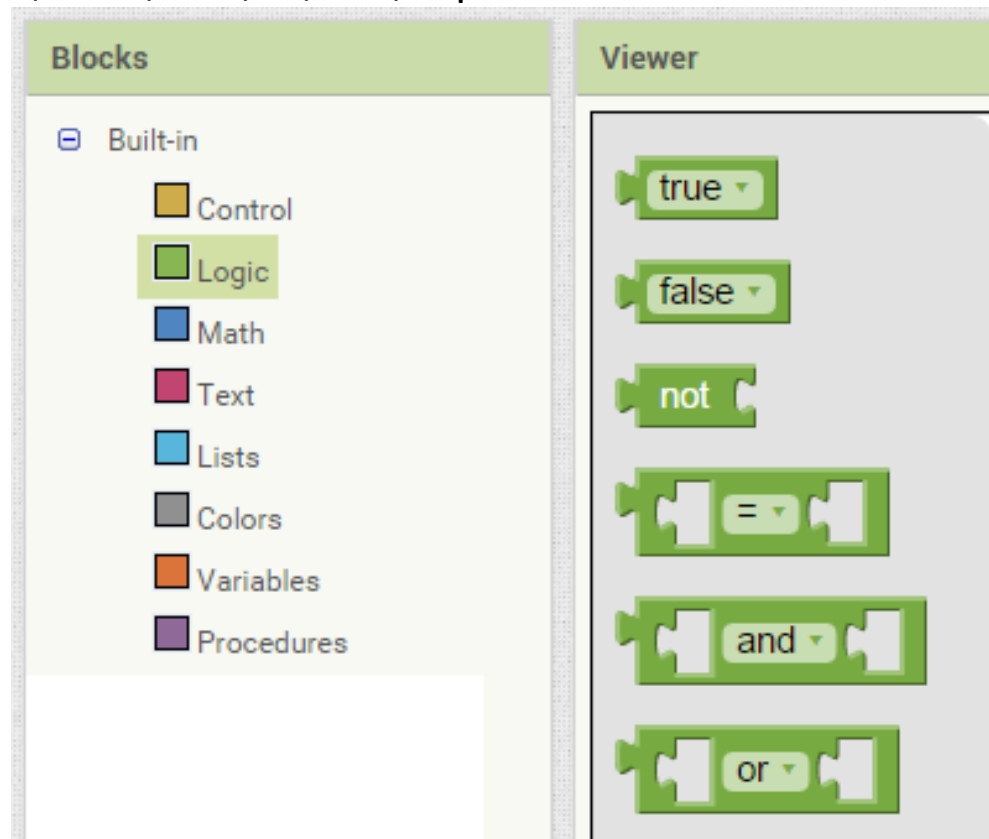 Blocks
Built-in
Control
Logic
Math
Text
Lists
Colors
Variables
Procedures
Viewer
true
false
not
=
and
or